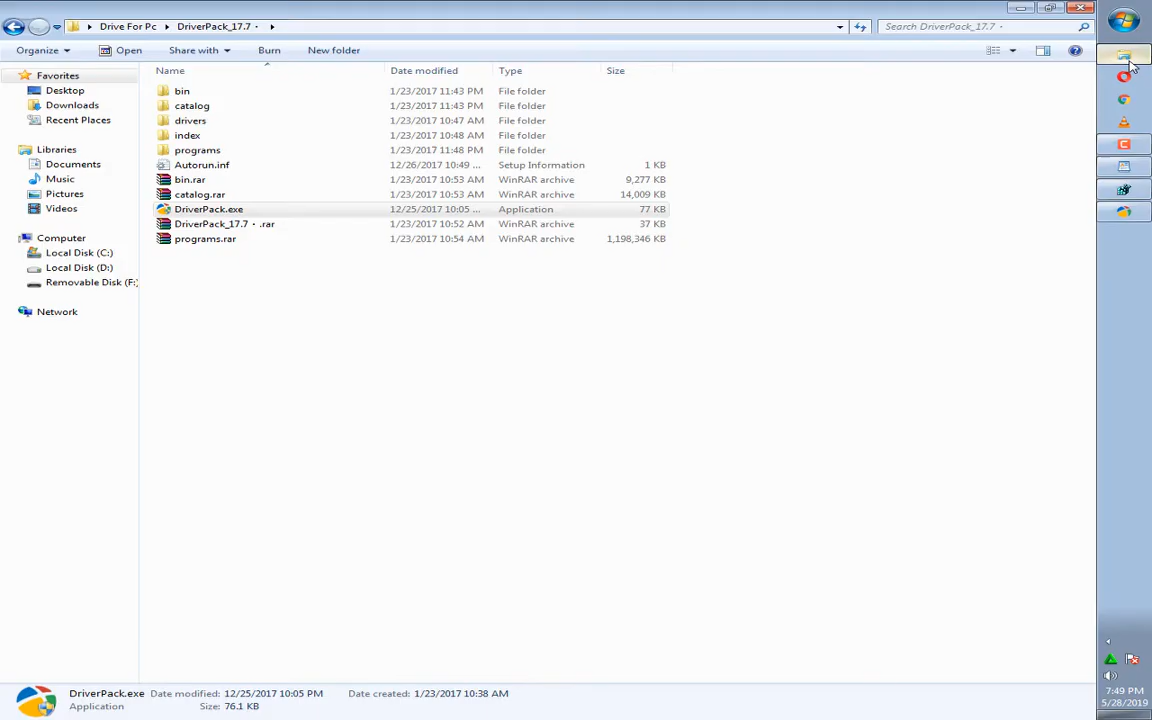 Drive For Pc DriverPack_17.7 · Search DriverPack_17.7 ·
Organize Open Share with Burn New folder
Name Date modified Type Size
Favorites
Desktop
Downloads
Recent Places
Libraries
Documents
Music
Pictures
Videos
Computer
Local Disk (C:)
Local Disk (D:)
Removable Disk (F:
Network
bin 1/23/2017 11:43 PM File folder
catalog 1/23/2017 11:43 PM File folder
drivers 1/23/2017 10:47 AM File folder
index 1/23/2017 10:48 AM File folder
programs 1/23/2017 11:48 PM File folder
Autorun.inf 12/26/2017 10:49 ... Setup Information 1 KB
bin.rar 1/23/2017 10:53 AM WinRAR archive 9,277 KB
catalog.rar 1/23/2017 10:53 AM WinRAR archive 14,009 KB
DriverPack.exe 12/25/2017 10:05 ... Application 77 KB
DriverPack_17.7 · .rar 1/23/2017 10:52 AM WinRAR archive 37 KB
programs.rar 1/23/2017 10:54 AM WinRAR archive 1,198,346 KB
DriverPack.exe Date modified: 12/25/2017 10:05 PM Date created: 1/23/2017 10:38 AM
Application Size: 76.1 KB
7:49 PM
5/28/2019